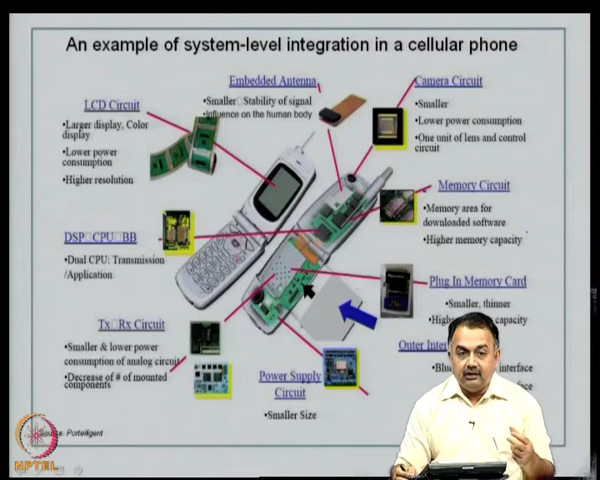 An example of system-level integration in a cellular phone
Embedded Antenna
•Smaller□Stability of signal
•Influence on the human body
Camera Circuit
•Smaller
•Lower power consumption
•One unit of lens and control
circuit
LCD Circuit
•Larger display, Color
display
•Lower power
consumption
•Higher resolution
Memory Circuit
•Memory area for
downloaded software
•Higher memory capacity
DSP□CPU□BB
•Dual CPU: Transmission
/Application
Plug In Memory Card
•Smaller, thinner
capacity
Tx□Rx Circuit
•Smaller & lower power
consumption of analog circuit
•Decrease of # of mounted
components
Outer
interface
Power Supply
Circuit
•Smaller Size
Source: Portelligent
NPTEL